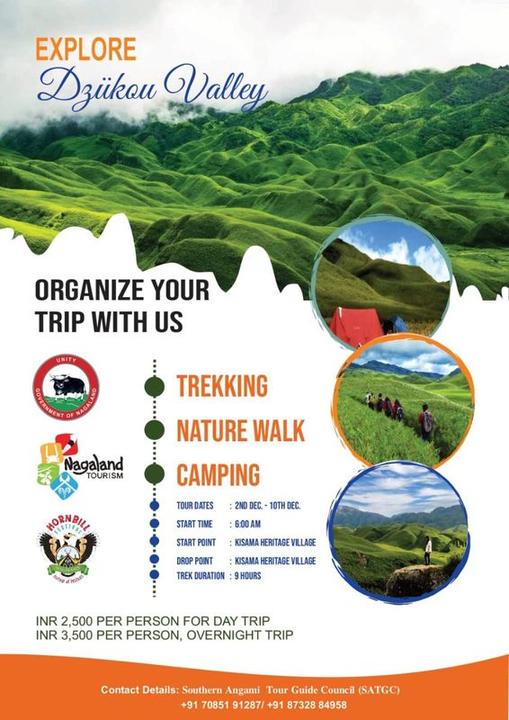 EXPLORE
Dzükou Valley
ORGANIZE YOUR
TRIP WITH US
UNITY
GOVERNMENT OF NAGALAND
Nagaland
TOURISM
HORNBILL
FESTIVAL
TREKKING
NATURE WALK
CAMPING
TOUR DATES : 2ND DEC. - 10TH DEC.
START TIME : 6:00 AM
START POINT : KISAMA HERITAGE VILLAGE
DROP POINT : KISAMA HERITAGE VILLAGE
TREK DURATION : 9 HOURS
INR 2,500 PER PERSON FOR DAY TRIP
INR 3,500 PER PERSON, OVERNIGHT TRIP
Contact Details: Southern Angami Tour Guide Council (SATGC)
+91 70851 91287/ +91 87328 84958